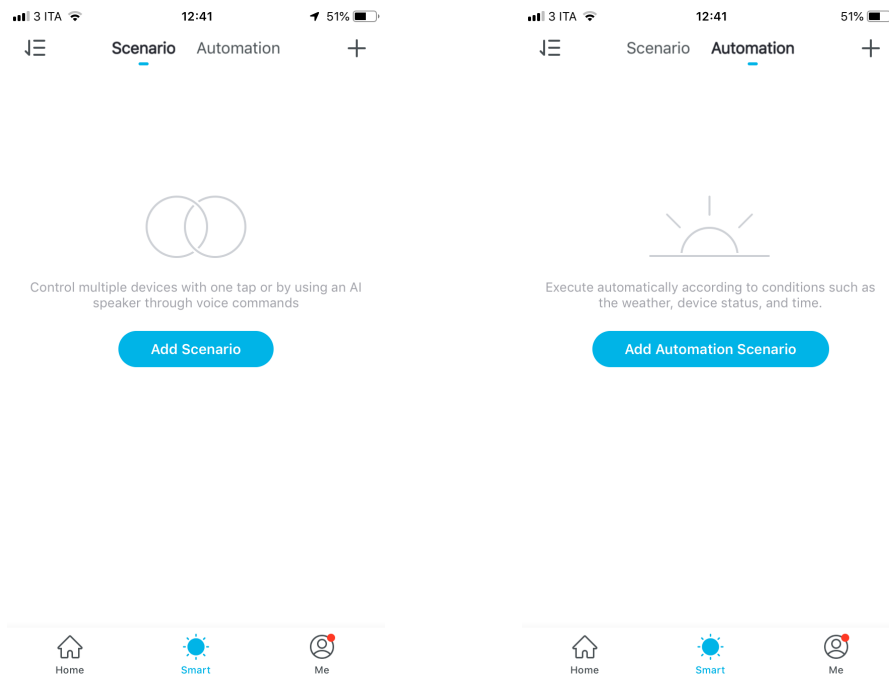 3 ITA 12:41 51%
Scenario Automation
Control multiple devices with one tap or by using an AI
speaker through voice commands
Add Scenario
Home Smart Me
3 ITA 12:41 51%
Scenario Automation
Execute automatically according to conditions such as
the weather, device status, and time.
Add Automation Scenario
Home Smart Me